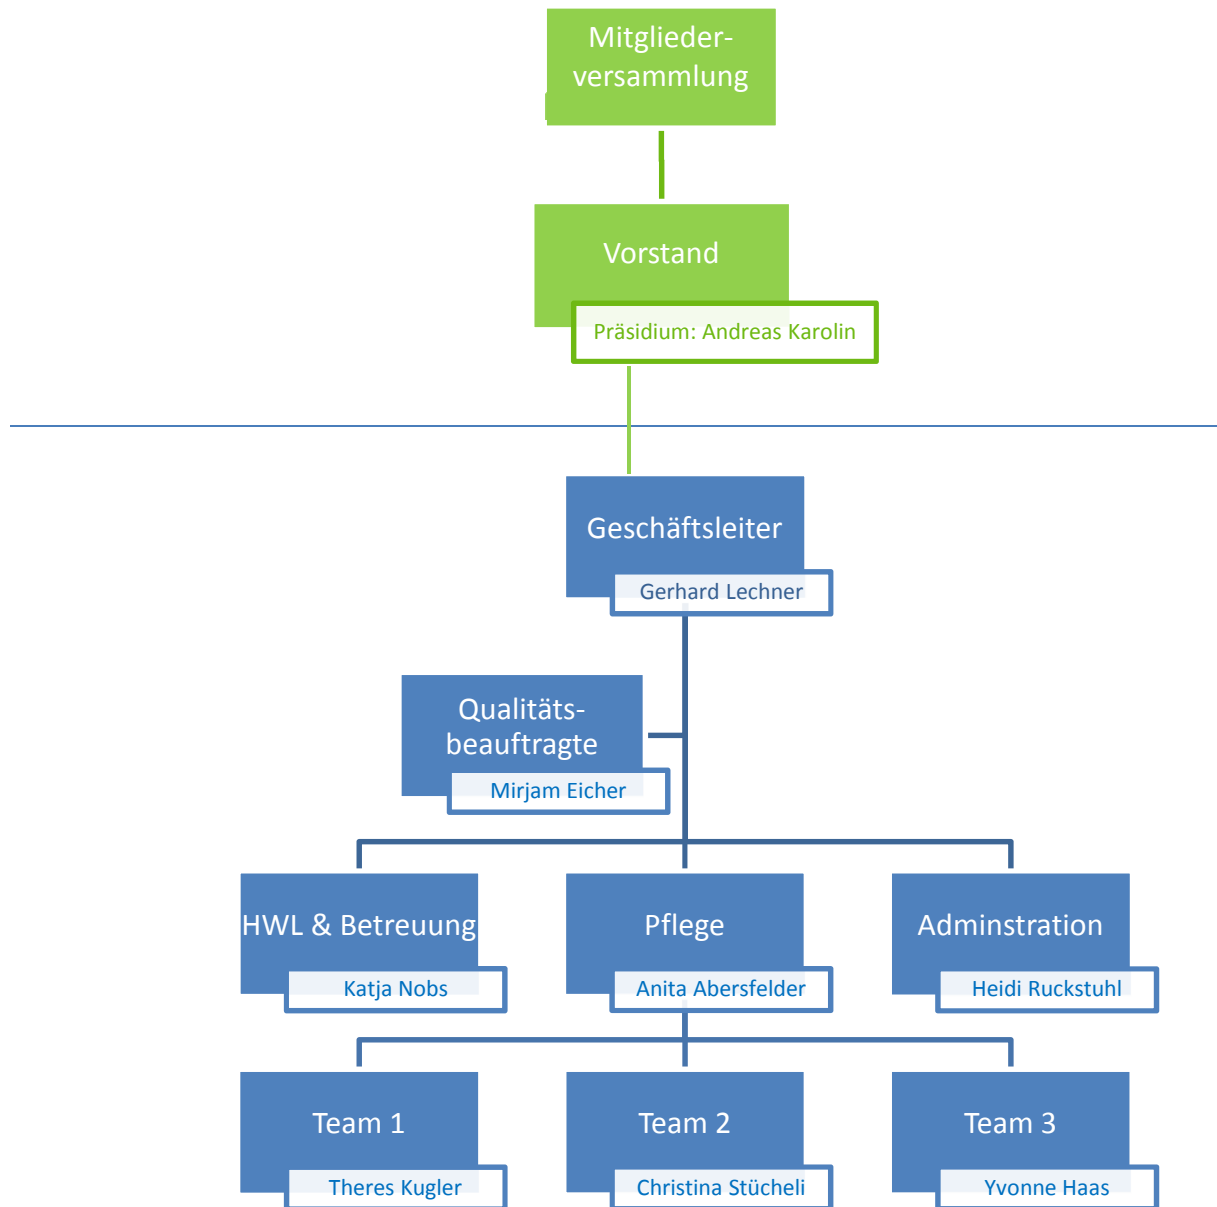 Mitglieder-
versammlung
Vorstand
Präsidium: Andreas Karolin
Geschäftsleiter
Gerhard Lechner
Qualitäts-
beauftragte
Mirjam Eicher
HWL & Betreuung
Katja Nobs
Pflege
Anita Abersfelder
Adminstration
Heidi Ruckstuhl
Team 1
Theres Kugler
Team 2
Christina Stücheli
Team 3
Yvonne Haas